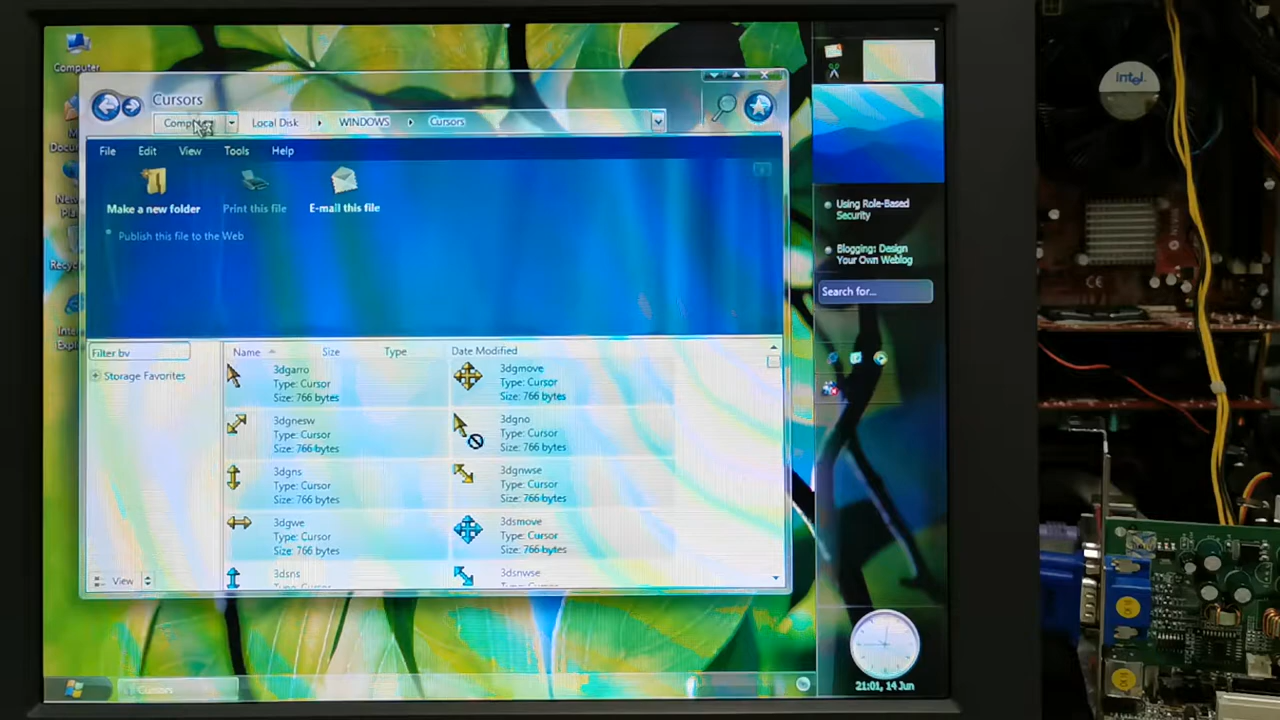 Computer
Cursors
Local Disk
WINDOWS
Cursors
File Edit View Tools Help
Make a new folder
Print this file
E-mail this file
Publish this file to the Web
Filter by
Storage Favorites
Name Size Type Date Modified
3dgarro
Type: Cursor
Size: 766 bytes
3dgmove
Type: Cursor
Size: 766 bytes
3dgnesw
Type: Cursor
Size: 766 bytes
3dgno
Type: Cursor
Size: 766 bytes
3dgns
Type: Cursor
Size: 766 bytes
3dgnwse
Type: Cursor
Size: 766 bytes
3dgwe
Type: Cursor
Size: 766 bytes
3dsmove
Type: Cursor
Size: 766 bytes
3dsns
3dsnwse
View
Cursors
Using Role-Based
Security
Blogging: Design
Your Own Weblog
Search for...
21:01, 14 Jun
intel.